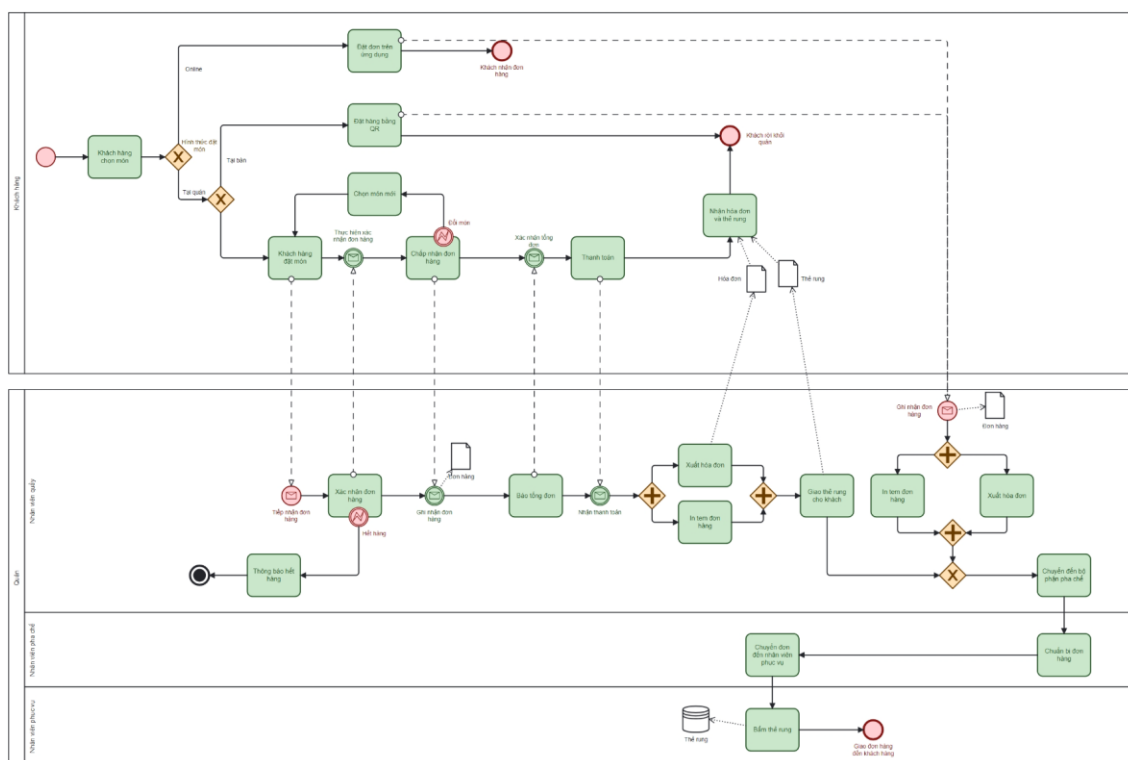 Khách hàng
Đặt đơn trên
ứng dụng
Khách nhận đơn
hàng
Online
Đặt hàng bằng
QR
Khách rời khỏi
quán
Khách hàng
chọn món
Hình thức đặt
món
Tại bàn
Tại quán
Chọn món mới
Nhận hóa đơn
và thẻ rung
Thực hiện xác
nhận đơn hàng
Đổi món
Xác nhận tổng
đơn
Khách hàng
đặt món
Chấp nhận đơn
hàng
Thanh toán
Hóa đơn
Thẻ rung
Quán
Nhân viên quầy
Ghi nhận đơn
hàng
Đơn hàng
Xuất hóa đơn
Đơn hàng
Xác nhận đơn
hàng
Báo tổng đơn
Giao thẻ rung
cho khách
In tem đơn
hàng
Xuất hóa đơn
Tiếp nhận đơn
hàng
Ghi nhận đơn
hàng
Nhận thanh toán
In tem đơn
hàng
Hết hàng
Thông báo hết
hàng
Chuyển đến bộ
phận pha chế
Nhân viên pha chế
Chuyển đơn
đến nhân viên
phục vụ
Chuẩn bị đơn
hàng
Nhân viên phục vụ
Thẻ rung
Bấm thẻ rung
Giao đơn hàng
đến khách hàng